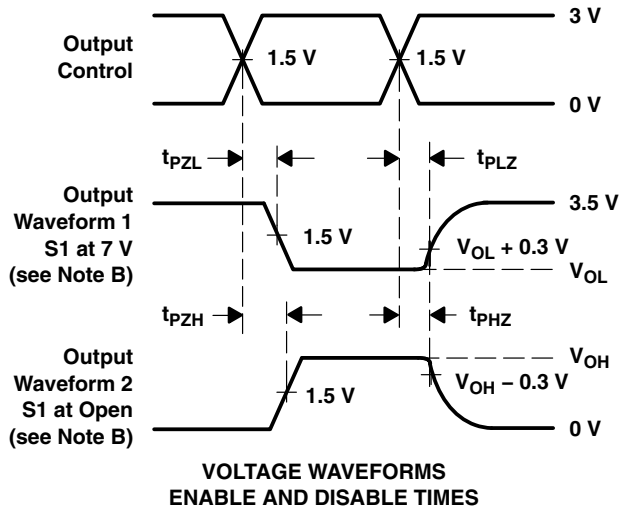 3 V
Output
Control
1.5 V
1.5 V
0 V
tPZL
tPLZ
Output
Waveform 1
S1 at 7 V
(see Note B)
3.5 V
1.5 V
VOL + 0.3 V
VOL
tPZH
tPHZ
Output
Waveform 2
S1 at Open
(see Note B)
VOH
1.5 V
VOH − 0.3 V
0 V
VOLTAGE WAVEFORMS
ENABLE AND DISABLE TIMES